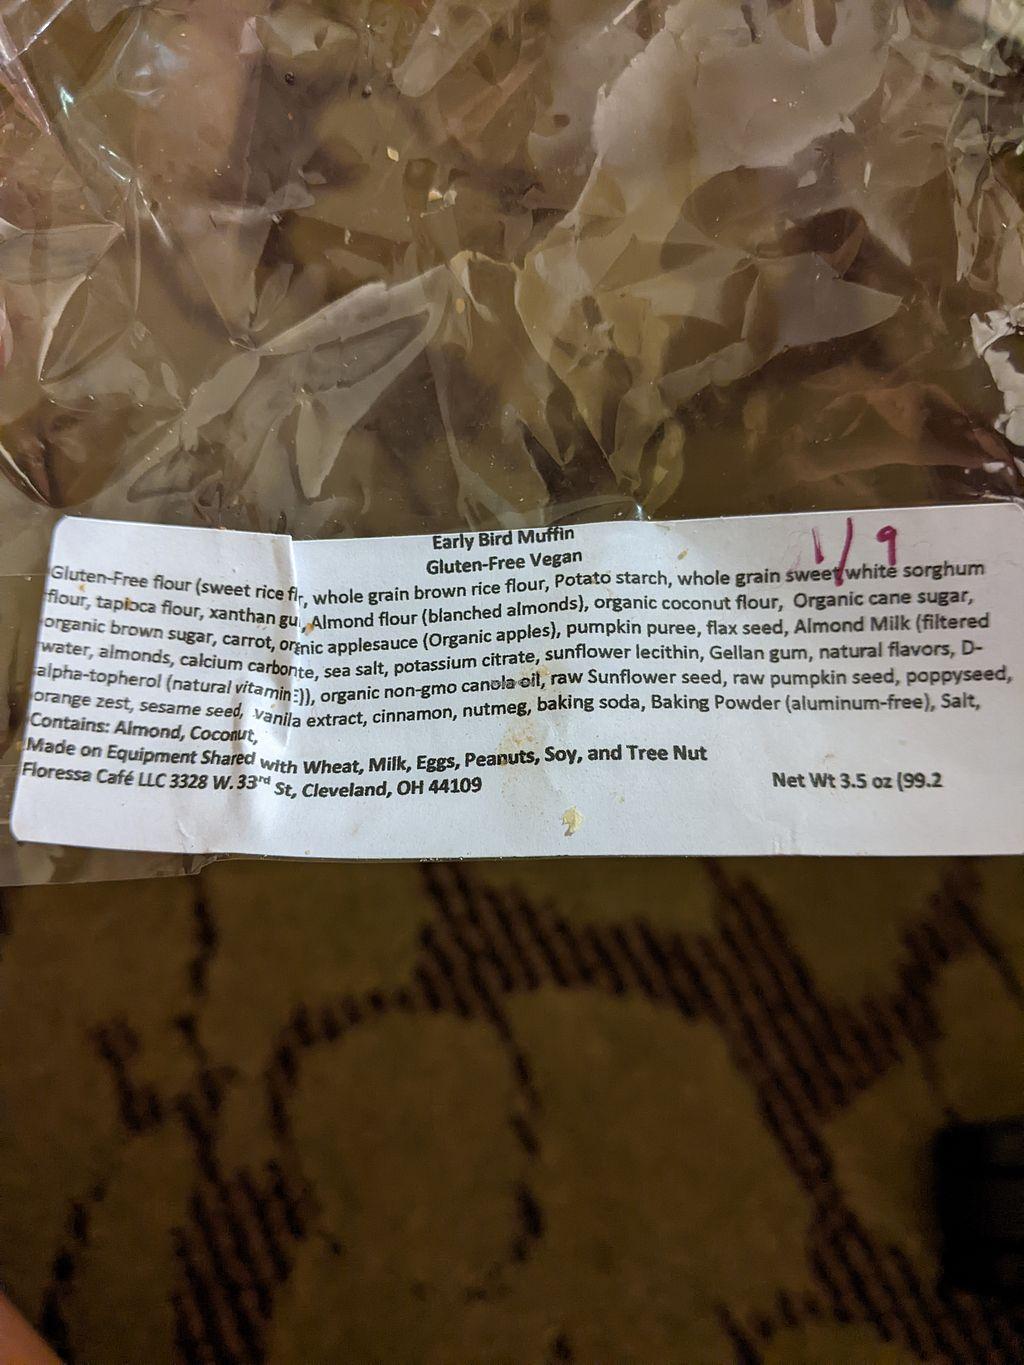 Early Bird Muffin
Gluten-Free Vegan
1/9
Gluten-Free flour (sweet rice flr, whole grain brown rice flour, Potato starch, whole grain sweet white sorghum
flour, tapioca flour, xanthan gu, Almond flour (blanched almonds), organic coconut flour, Organic cane sugar,
organic brown sugar, carrot, organic applesauce (Organic apples), pumpkin puree, flax seed, Almond Milk (filtered
water, almonds, calcium carbonte, sea salt, potassium citrate, sunflower lecithin, Gellan gum, natural flavors, D-
alpha-topherol (natural vitamin E)), organic non-gmo canola oil, raw Sunflower seed, raw pumpkin seed, poppyseed,
orange zest, sesame seed, vanila extract, cinnamon, nutmeg, baking soda, Baking Powder (aluminum-free), Salt,
Contains: Almond, Coconut,
Made on Equipment Shared with Wheat, Milk, Eggs, Peanuts, Soy, and Tree Nut
Floressa Café LLC 3328 W. 33rd St, Cleveland, OH 44109
Net Wt 3.5 oz (99.2